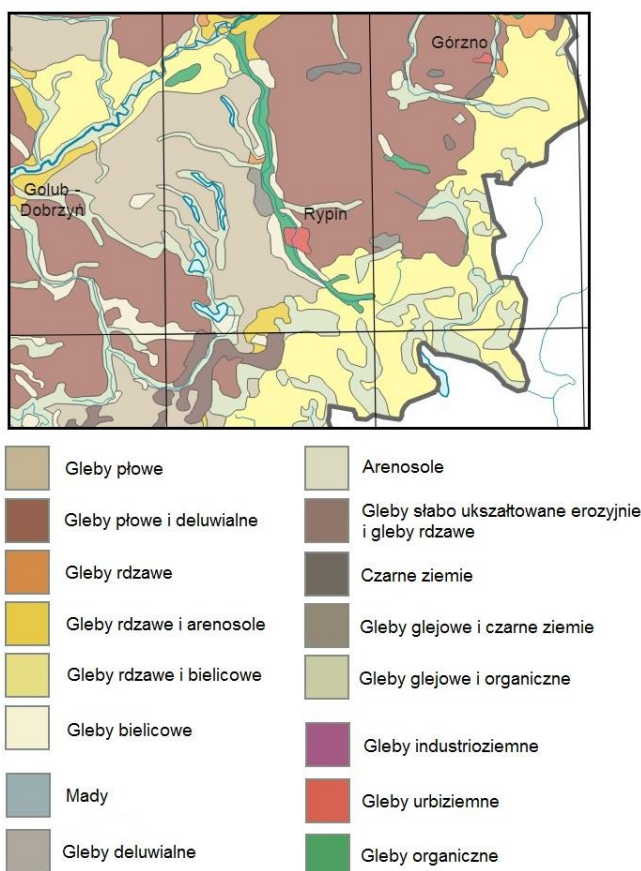 Górzno
Golub -
Dobrzyń
Rypin
Gleby płowe
Gleby płowe i deluwialne
Gleby rdzawe
Gleby rdzawe i arenosole
Gleby rdzawe i bielicowe
Gleby bielicowe
Mady
Gleby deluwialne
Arenosole
Gleby słabo ukszałtowane erozyjnie
i gleby rdzawe
Czarne ziemie
Gleby glejowe i czarne ziemie
Gleby glejowe i organiczne
Gleby industrioziemne
Gleby urbiziemne
Gleby organiczne